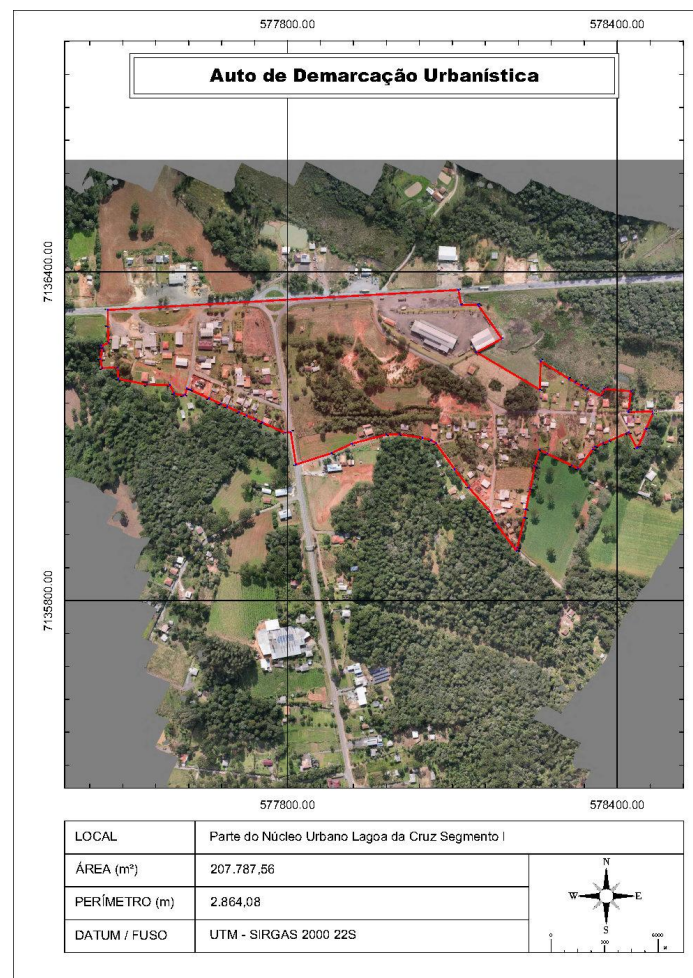 577800.00
578400.00
Auto de Demarcação Urbanística
7136400.00
7135800.00
577800.00
578400.00
LOCAL
Parte do Núcleo Urbano Lagoa da Cruz Segmento I
ÁREA (m²)
207.787,56
PERÍMETRO (m)
2.864,08
DATUM / FUSO
UTM - SIRGAS 2000 22S
N
W
E
S
0